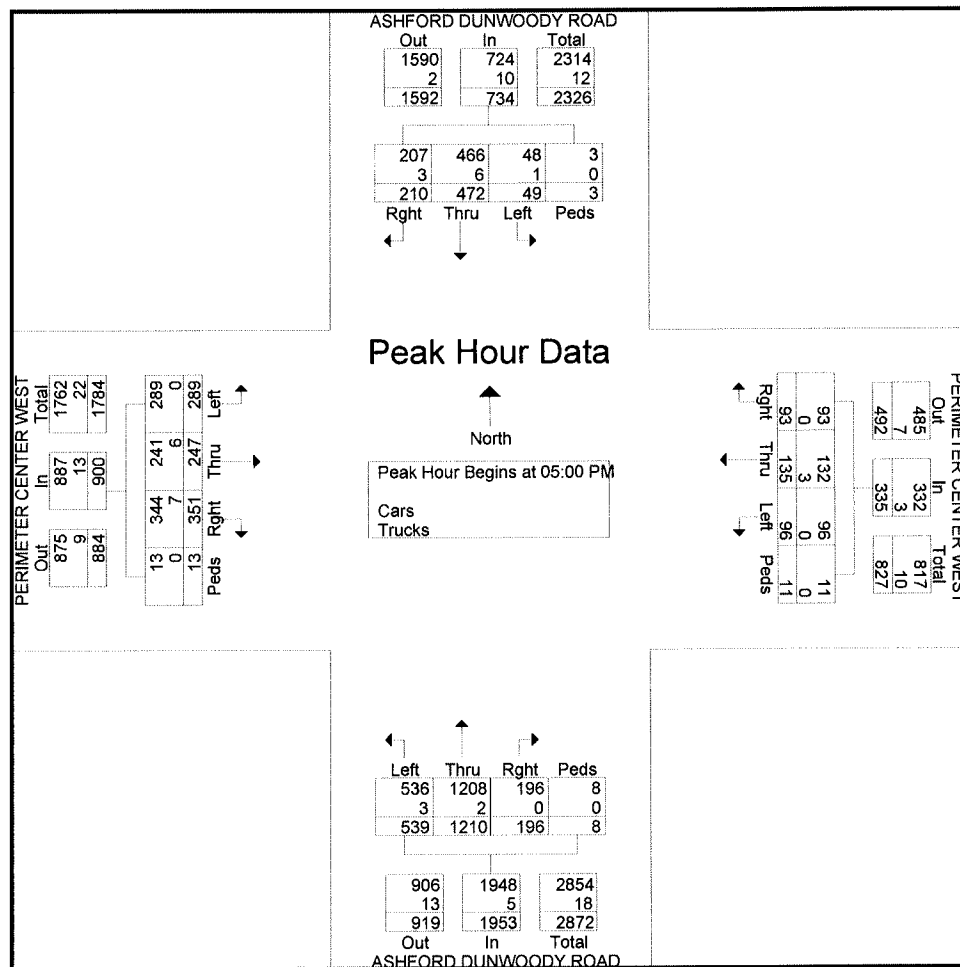 ASHFORD DUNWOODY ROAD
Out In Total
1590 724 2314
2 10 12
1592 734 2326
207 466 48 3
3 6 1 0
210 472 49 3
Rght Thru Left Peds
Peak Hour Data
North
Peak Hour Begins at 05:00 PM
Cars
Trucks
PERIMETER CENTER WEST
Out In Total
875 887 1762
9 13 22
884 900 1784
13 344 241 289
0 7 6 0
13 351 247 289
Peds Rght Thru Left
PERIMETER CENTER WEST
Out In Total
485 332 817
7 3 10
492 335 827
93 132 96 11
0 3 0 0
93 135 96 11
Rght Thru Left Peds
Left Thru Rght Peds
536 1208 196 8
3 2 0 0
539 1210 196 8
906 1948 2854
13 5 18
919 1953 2872
Out In Total
ASHFORD DUNWOODY ROAD